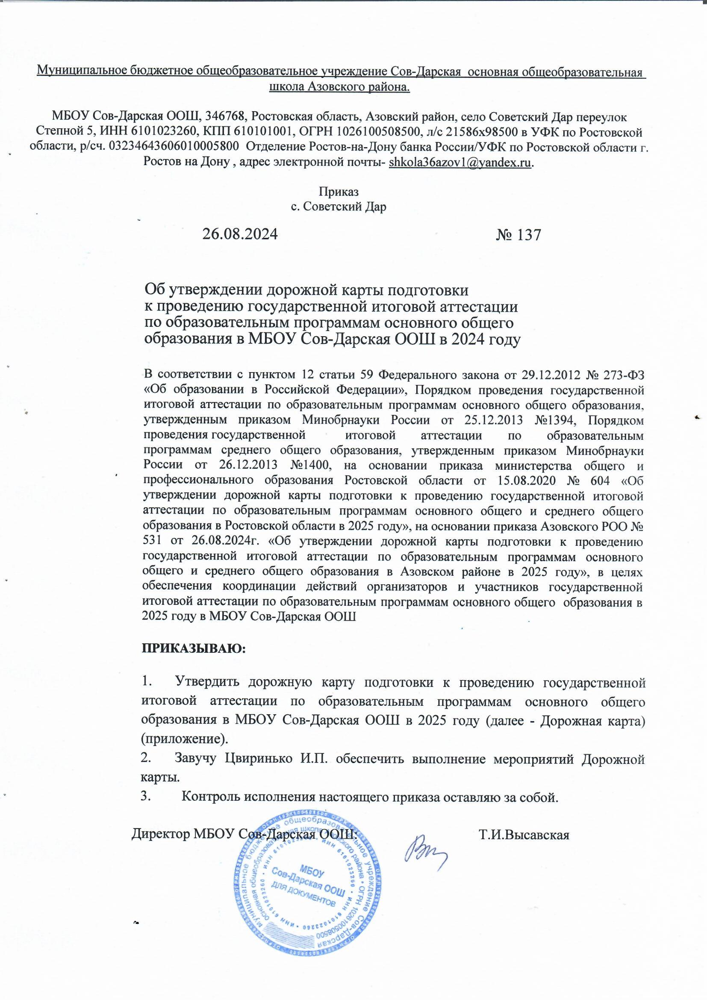 Муниципальное бюджетное общеобразовательное учреждение Сов-Дарская основная общеобразовательная
школа Азовского района.
МБОУ Сов-Дарская ООШ, 346768, Ростовская область, Азовский район, село Советский Дар переулок
Степной 5, ИНН 6101023260, КПП 610101001, ОГРН 1026100508500, л/с 21586х98500 в УФК по Ростовской
области, р/сч. 03234643606010005800 Отделение Ростов-на-Дону банка России/УФК по Ростовской области г.
Ростов на Дону , адрес электронной почты- shkola36azov1@yandex.ru.
Приказ
с. Советский Дар
26.08.2024 № 137
Об утверждении дорожной карты подготовки
к проведению государственной итоговой аттестации
по образовательным программам основного общего
образования в МБОУ Сов-Дарская ООШ в 2024 году
В соответствии с пунктом 12 статьи 59 Федерального закона от 29.12.2012 № 273-ФЗ
«Об образовании в Российской Федерации», Порядком проведения государственной
итоговой аттестации по образовательным программам основного общего образования,
утвержденным приказом Минобрнауки России от 25.12.2013 №1394, Порядком
проведения государственной итоговой аттестации по образовательным
программам среднего общего образования, утвержденным приказом Минобрнауки
России от 26.12.2013 №1400, на основании приказа министерства общего и
профессионального образования Ростовской области от 15.08.2020 № 604 «Об
утверждении дорожной карты подготовки к проведению государственной итоговой
аттестации по образовательным программам основного общего и среднего общего
образования в Ростовской области в 2025 году», на основании приказа Азовского РОО №
531 от 26.08.2024г. «Об утверждении дорожной карты подготовки к проведению
государственной итоговой аттестации по образовательным программам основного
общего и среднего общего образования в Азовском районе в 2025 году», в целях
обеспечения координации действий организаторов и участников государственной
итоговой аттестации по образовательным программам основного общего образования в
2025 году в МБОУ Сов-Дарская ООШ
ПРИКАЗЫВАЮ:
1. Утвердить дорожную карту подготовки к проведению государственной
итоговой аттестации по образовательным программам основного общего
образования в МБОУ Сов-Дарская ООШ в 2025 году (далее - Дорожная карта)
(приложение).
2. Завучу Цвиринько И.П. обеспечить выполнение мероприятий Дорожной
карты.
3. Контроль исполнения настоящего приказа оставляю за собой.
Директор МБОУ Сов-Дарская ООШ: Т.И.Высавская
муниципальное бюджетное общеобразовательное учреждение Сов-Дарская
основная общеобразовательная школа Азовского района • ОГРН 1026100508500
• ИНН 6101023260 • ИНН 6101023260 • ИНН 6101023260 • ИНН 6101023260
МБОУ
Сов-Дарская ООШ
ДЛЯ ДОКУМЕНТОВ